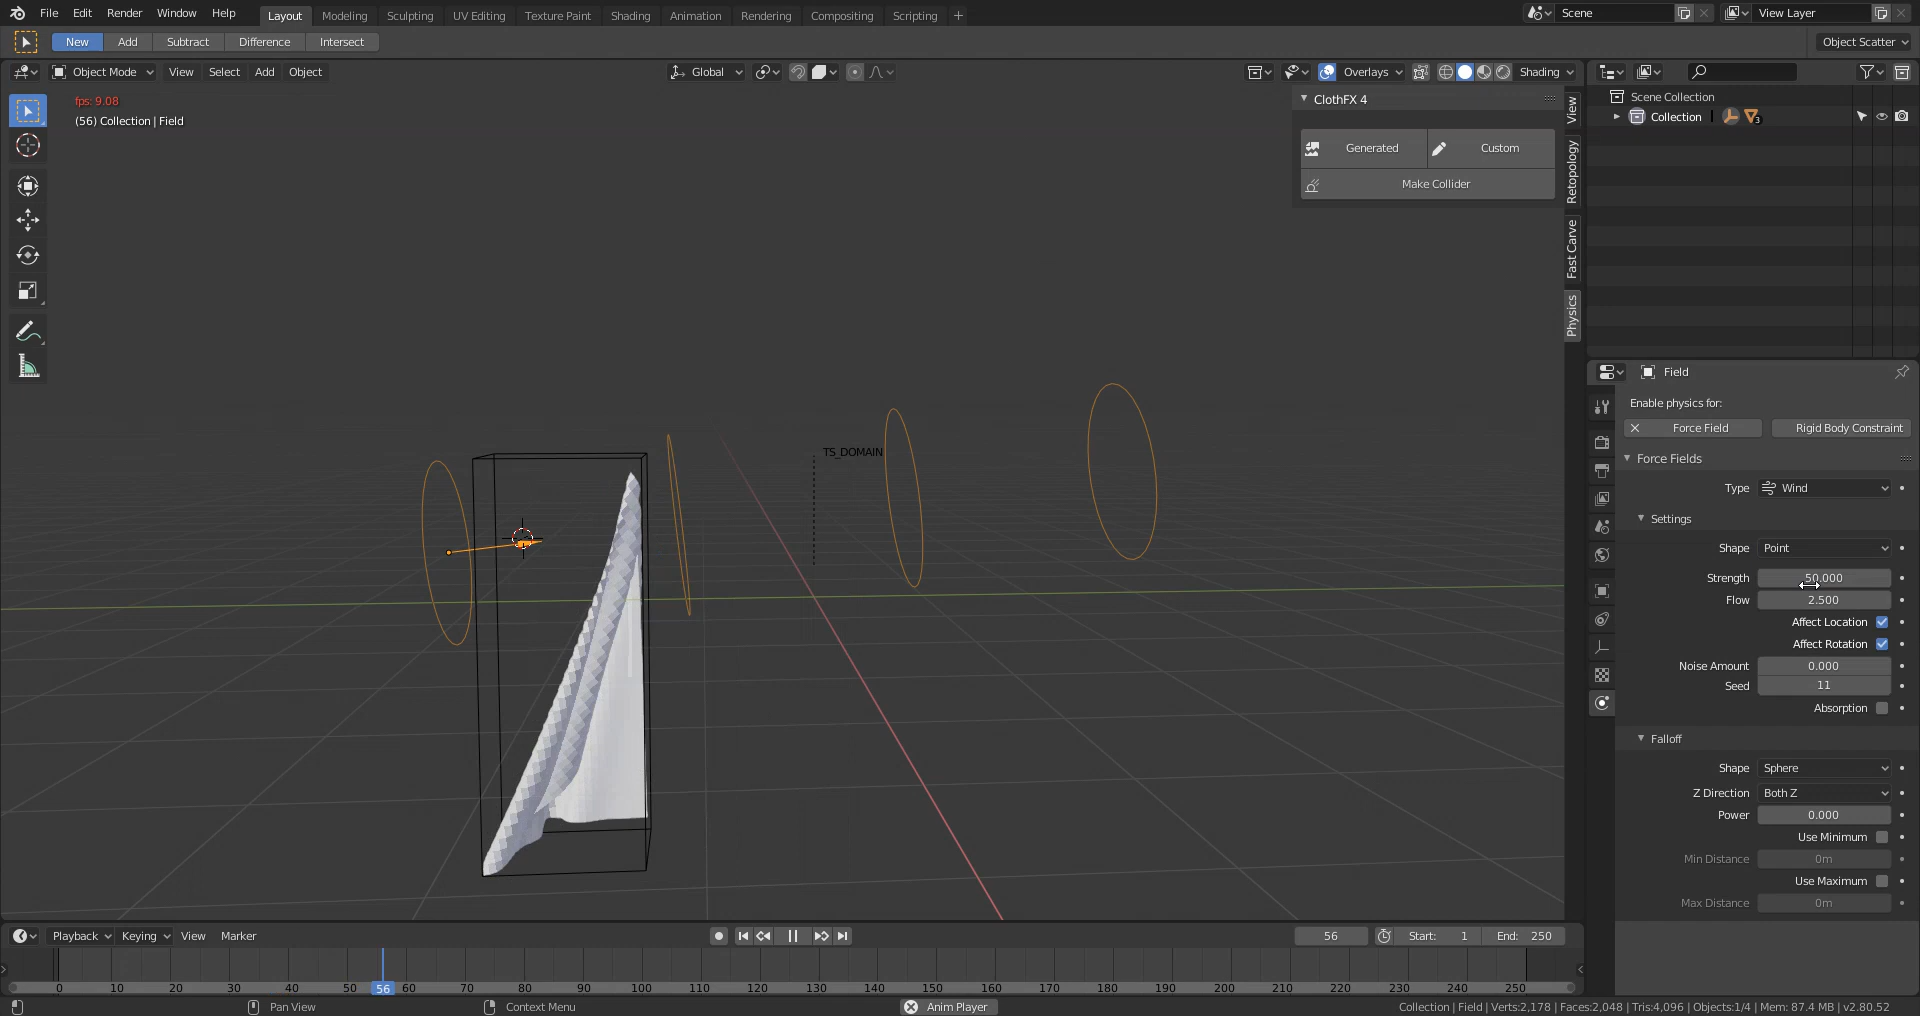 File Edit Render Window Help Layout Modeling Sculpting UV Editing Texture Paint Shading Animation Rendering Compositing Scripting + Scene View Layer
New Add Subtract Difference Intersect Object Scatter
Object Mode View Select Add Object Global Overlays Shading
fps: 9.08
(56) Collection | Field
ClothFX 4
Generated Custom
Make Collider
View
Retopology
Fast Carve
Physics
TS_DOMAIN
Scene Collection
Collection 3
Field
Enable physics for:
Force Field Rigid Body Constraint
Force Fields
Type Wind
Settings
Shape Point
Strength 50.000
Flow 2.500
Affect Location
Affect Rotation
Noise Amount 0.000
Seed 11
Absorption
Falloff
Shape Sphere
Z Direction Both Z
Power 0.000
Use Minimum
Min Distance 0m
Use Maximum
Max Distance 0m
Playback Keying View Marker 56 Start: 1 End: 250
0 10 20 30 40 50 56 60 70 80 90 100 110 120 130 140 150 160 170 180 190 200 210 220 230 240 250
Pan View Context Menu Anim Player Collection | Field | Verts:2,178 | Faces:2,048 | Tris:4,096 | Objects:1/4 | Mem: 87.4 MB | v2.80.52